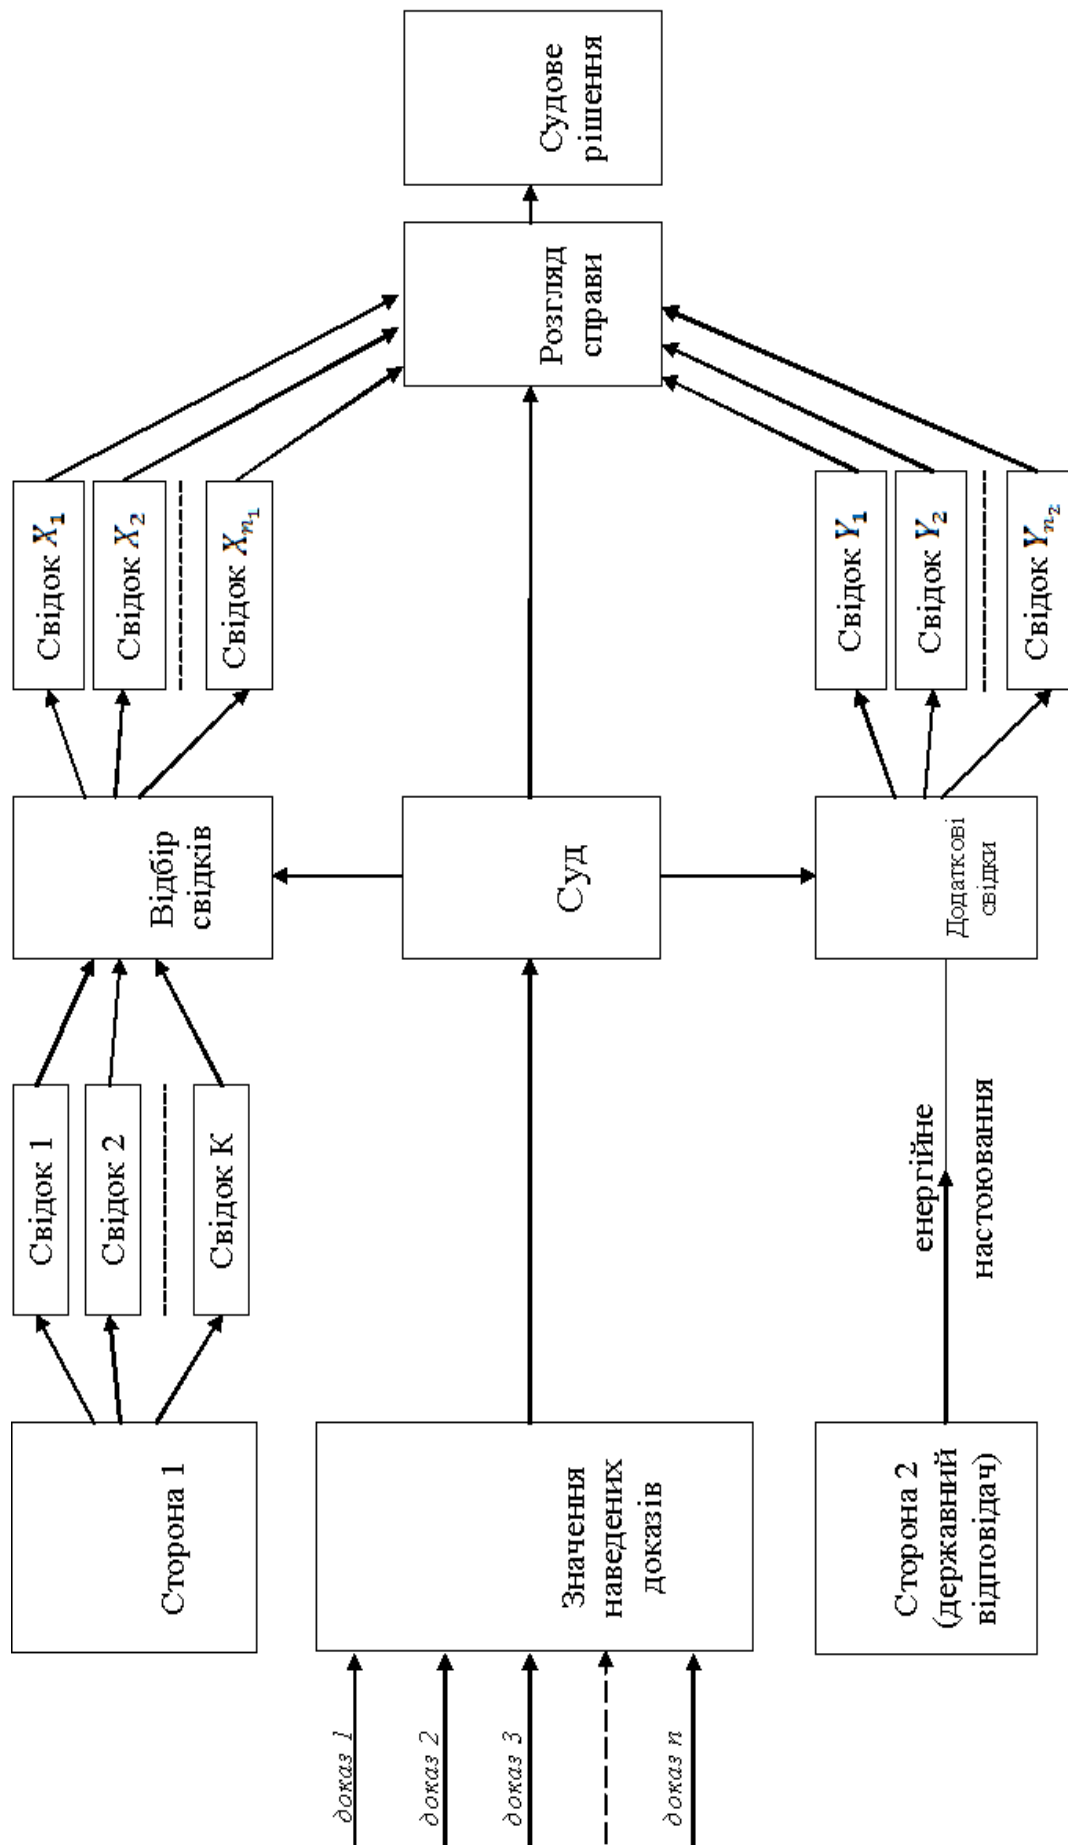 Сторона 1
Свідок 1
Свідок 2
Свідок К
Відбір
свідків
Свідок X₁
Свідок X₂
Свідок Xₙ₁
доказ 1
доказ 2
доказ 3
доказ n
Значення
наведених
доказів
Суд
Розгляд
справи
Судове
рішення
Сторона 2
(державний
відповідач)
енергійне
настоювання
Додаткові
свідки
Свідок Y₁
Свідок Y₂
Свідок Yₙ₂